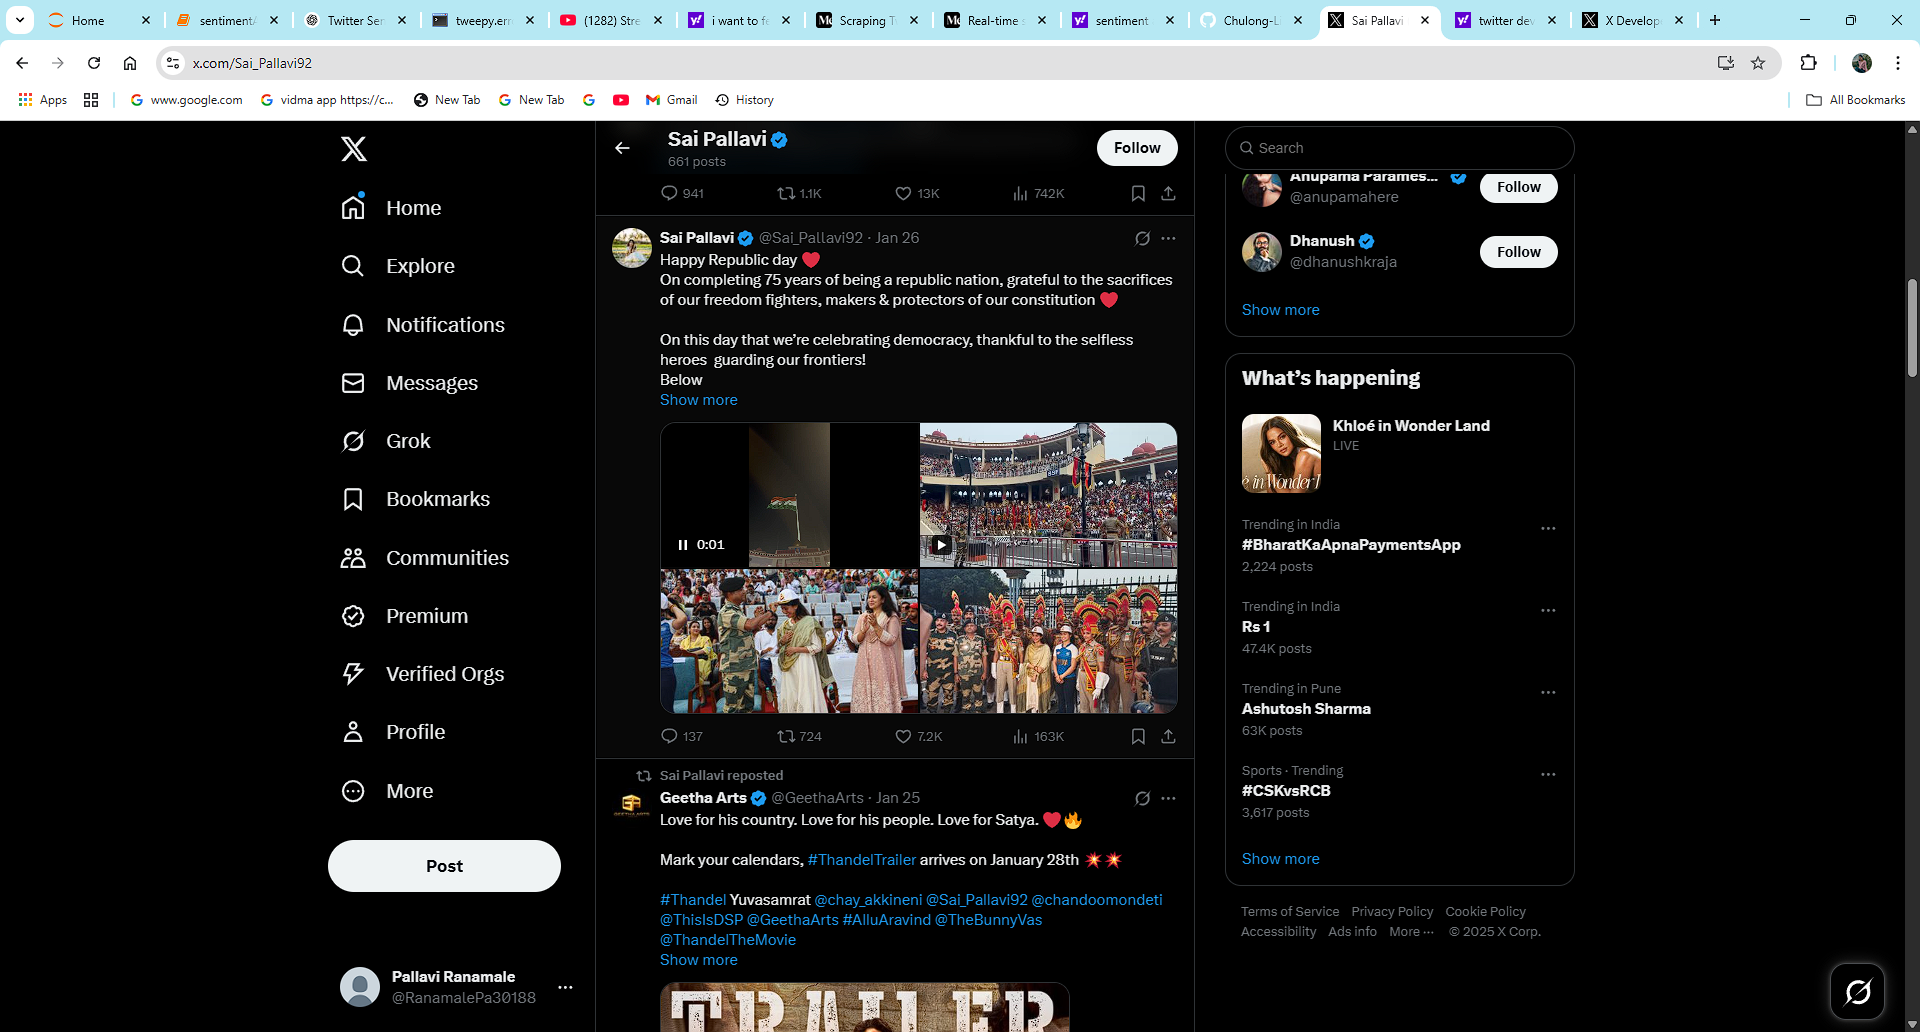 Home
sentimentA
Twitter Sen
tweepy.erro
(1282) Stre
i want to fe
Scraping Tw
Real-time s
sentiment
Chulong-Li
Sai Pallavi
twitter dev
X Develop
x.com/Sai_Pallavi92
Apps
www.google.com
vidma app https://c...
New Tab
New Tab
Gmail
History
All Bookmarks
Home
Explore
Notifications
Messages
Grok
Bookmarks
Communities
Premium
Verified Orgs
Profile
More
Post
Pallavi Ranamale
@RanamalePa30188
Sai Pallavi
661 posts
Follow
941 1.1K 13K 742K
Sai Pallavi @Sai_Pallavi92 · Jan 26
Happy Republic day ❤️
On completing 75 years of being a republic nation, grateful to the sacrifices
of our freedom fighters, makers & protectors of our constitution ❤️
On this day that we’re celebrating democracy, thankful to the selfless
heroes  guarding our frontiers!
Below
Show more
0:01
137 724 7.2K 163K
Sai Pallavi reposted
Geetha Arts @GeethaArts · Jan 25
Love for his country. Love for his people. Love for Satya. ❤️🔥
Mark your calendars, #ThandelTrailer arrives on January 28th 💥💥
#Thandel Yuvasamrat @chay_akkineni @Sai_Pallavi92 @chandoomondeti
@ThisIsDSP @GeethaArts #AlluAravind @TheBunnyVas
@ThandelTheMovie
Show more
TRAILER
Search
Anupama Parames...
@anupamahere
Follow
Dhanush
@dhanushkraja
Follow
Show more
What’s happening
Khloé in Wonder Land
LIVE
e in Wonder l
Trending in India
#BharatKaApnaPaymentsApp
2,224 posts
Trending in India
Rs 1
47.4K posts
Trending in Pune
Ashutosh Sharma
63K posts
Sports · Trending
#CSKvsRCB
3,617 posts
Show more
Terms of Service Privacy Policy Cookie Policy
Accessibility Ads info More ··· © 2025 X Corp.